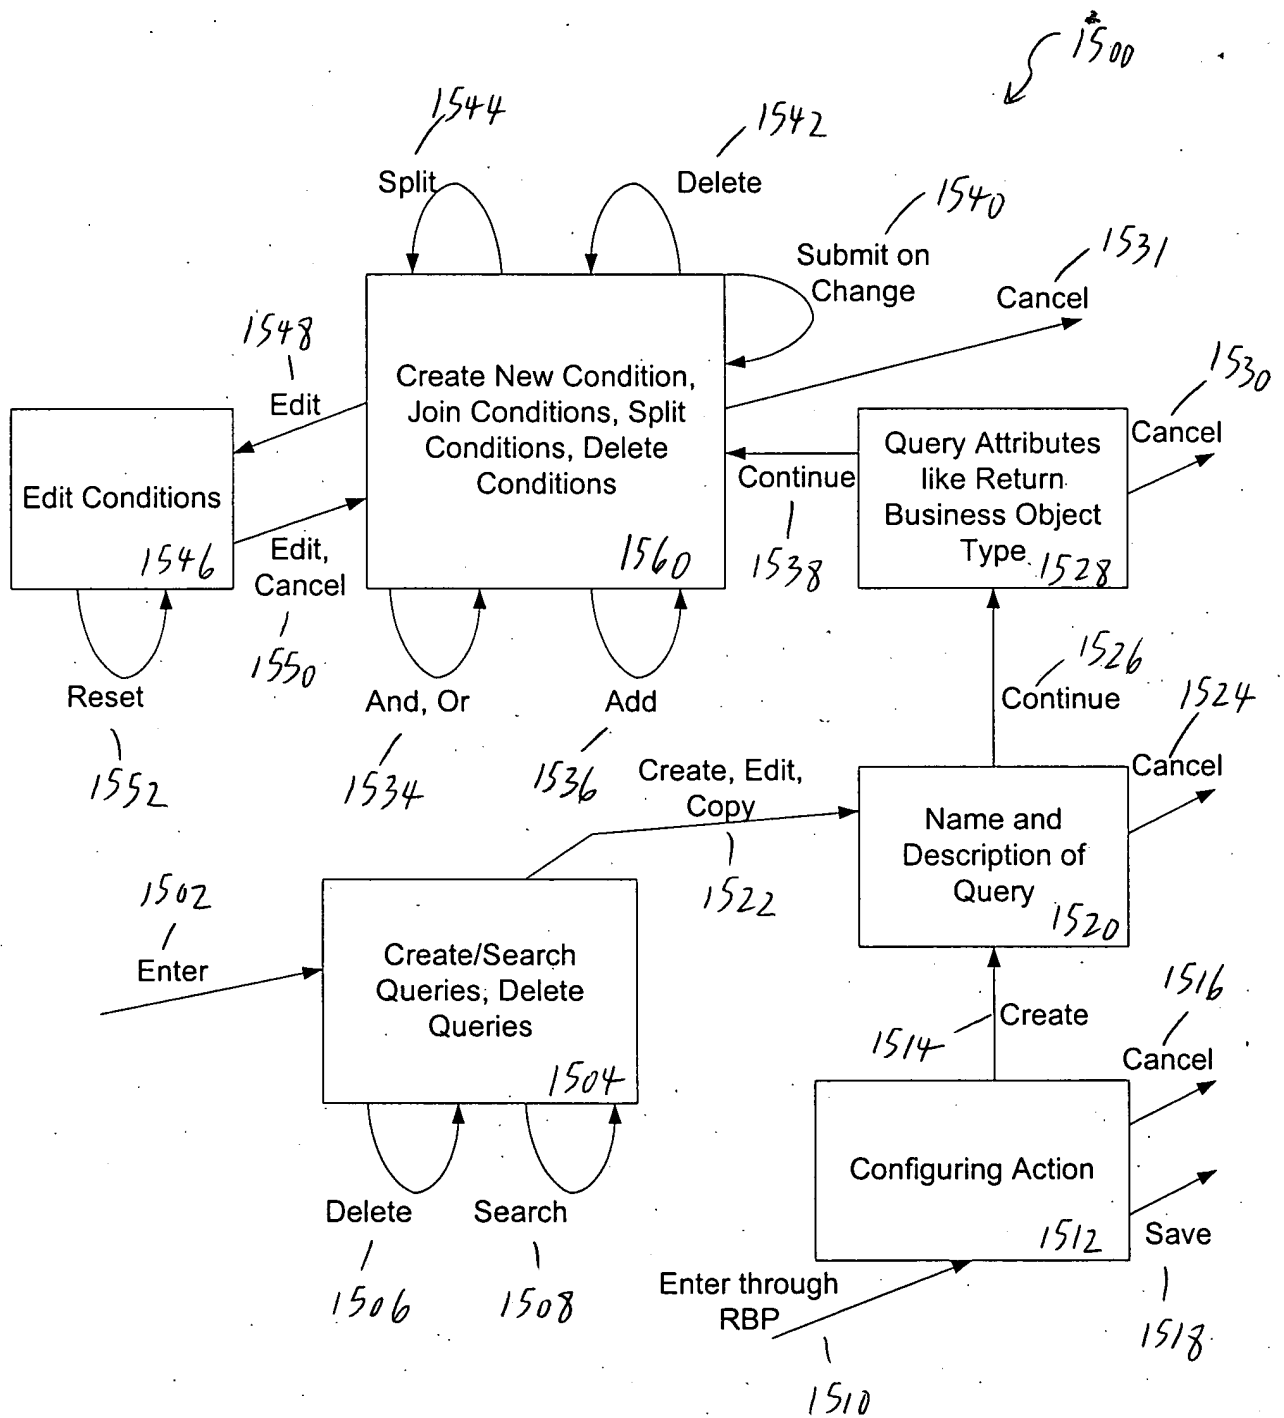 1500
1544
1542
Split
Delete
1540
Submit on
Change
1531
Cancel
1548
Edit
Create New Condition,
Join Conditions, Split
Conditions, Delete
Conditions
1560
1530
Cancel
Query Attributes
like Return
Business Object
Type
1528
Continue
1538
Edit Conditions
1546
Edit,
Cancel
1550
Reset
1552
And, Or
1534
Add
1536
1526
Continue
1524
Cancel
Create, Edit,
Copy
1522
Name and
Description of
Query
1520
1502
Enter
Create/Search
Queries, Delete
Queries
1504
1514
Create
1516
Cancel
Configuring Action
1512
Save
1518
Delete
1506
Search
1508
Enter through
RBP
1510